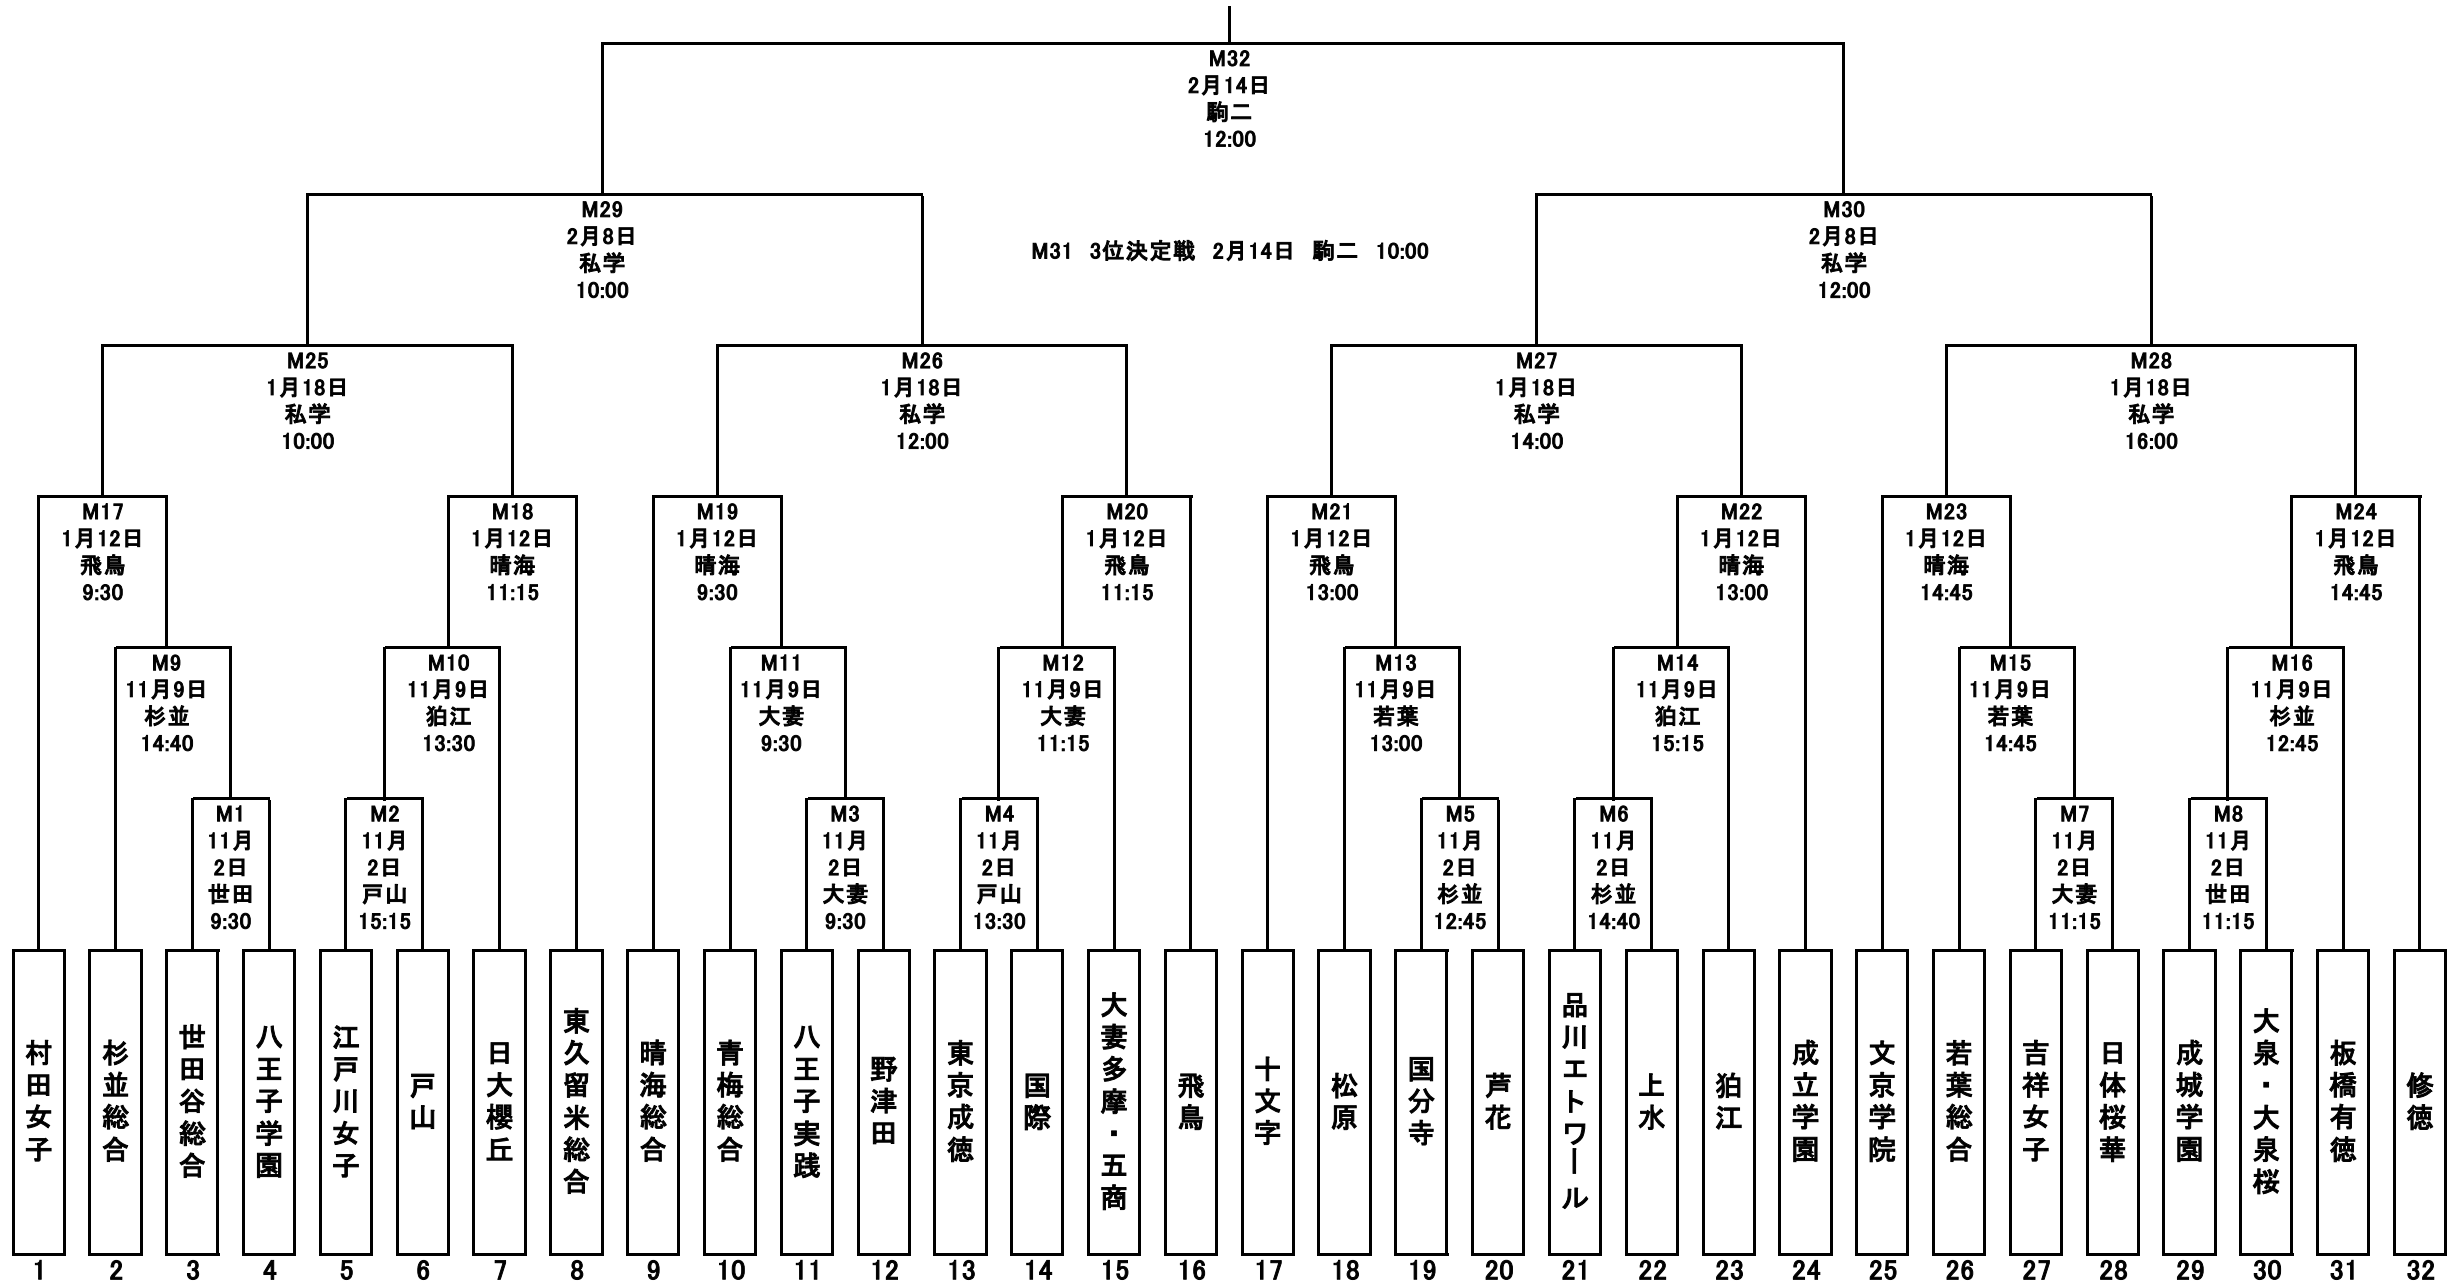 M32
2月14日
駒二
12:00
M29
2月8日
私学
10:00
M31 3位決定戦 2月14日 駒二 10:00
M30
2月8日
私学
12:00
M25
1月18日
私学
10:00
M26
1月18日
私学
12:00
M27
1月18日
私学
14:00
M28
1月18日
私学
16:00
M17
1月12日
飛鳥
9:30
M18
1月12日
晴海
11:15
M19
1月12日
晴海
9:30
M20
1月12日
飛鳥
11:15
M21
1月12日
飛鳥
13:00
M22
1月12日
晴海
13:00
M23
1月12日
晴海
14:45
M24
1月12日
飛鳥
14:45
M9
11月9日
杉並
14:40
M10
11月9日
狛江
13:30
M11
11月9日
大妻
9:30
M12
11月9日
大妻
11:15
M13
11月9日
若葉
13:00
M14
11月9日
狛江
15:15
M15
11月9日
若葉
14:45
M16
11月9日
杉並
12:45
M1
11月
2日
世田
9:30
M2
11月
2日
戸山
15:15
M3
11月
2日
大妻
9:30
M4
11月
2日
戸山
13:30
M5
11月
2日
杉並
12:45
M6
11月
2日
杉並
14:40
M7
11月
2日
大妻
11:15
M8
11月
2日
世田
11:15
村田女子
1
杉並総合
2
世田谷総合
3
八王子学園
4
江戸川女子
5
戸山
6
日大櫻丘
7
東久留米総合
8
晴海総合
9
青梅総合
10
八王子実践
11
野津田
12
東京成徳
13
国際
14
大妻多摩・五商
15
飛鳥
16
十文字
17
松原
18
国分寺
19
芦花
20
品川エトワール
21
上水
22
狛江
23
成立学園
24
文京学院
25
若葉総合
26
吉祥女子
27
日体桜華
28
成城学園
29
大泉・大泉桜
30
板橋有徳
31
修徳
32